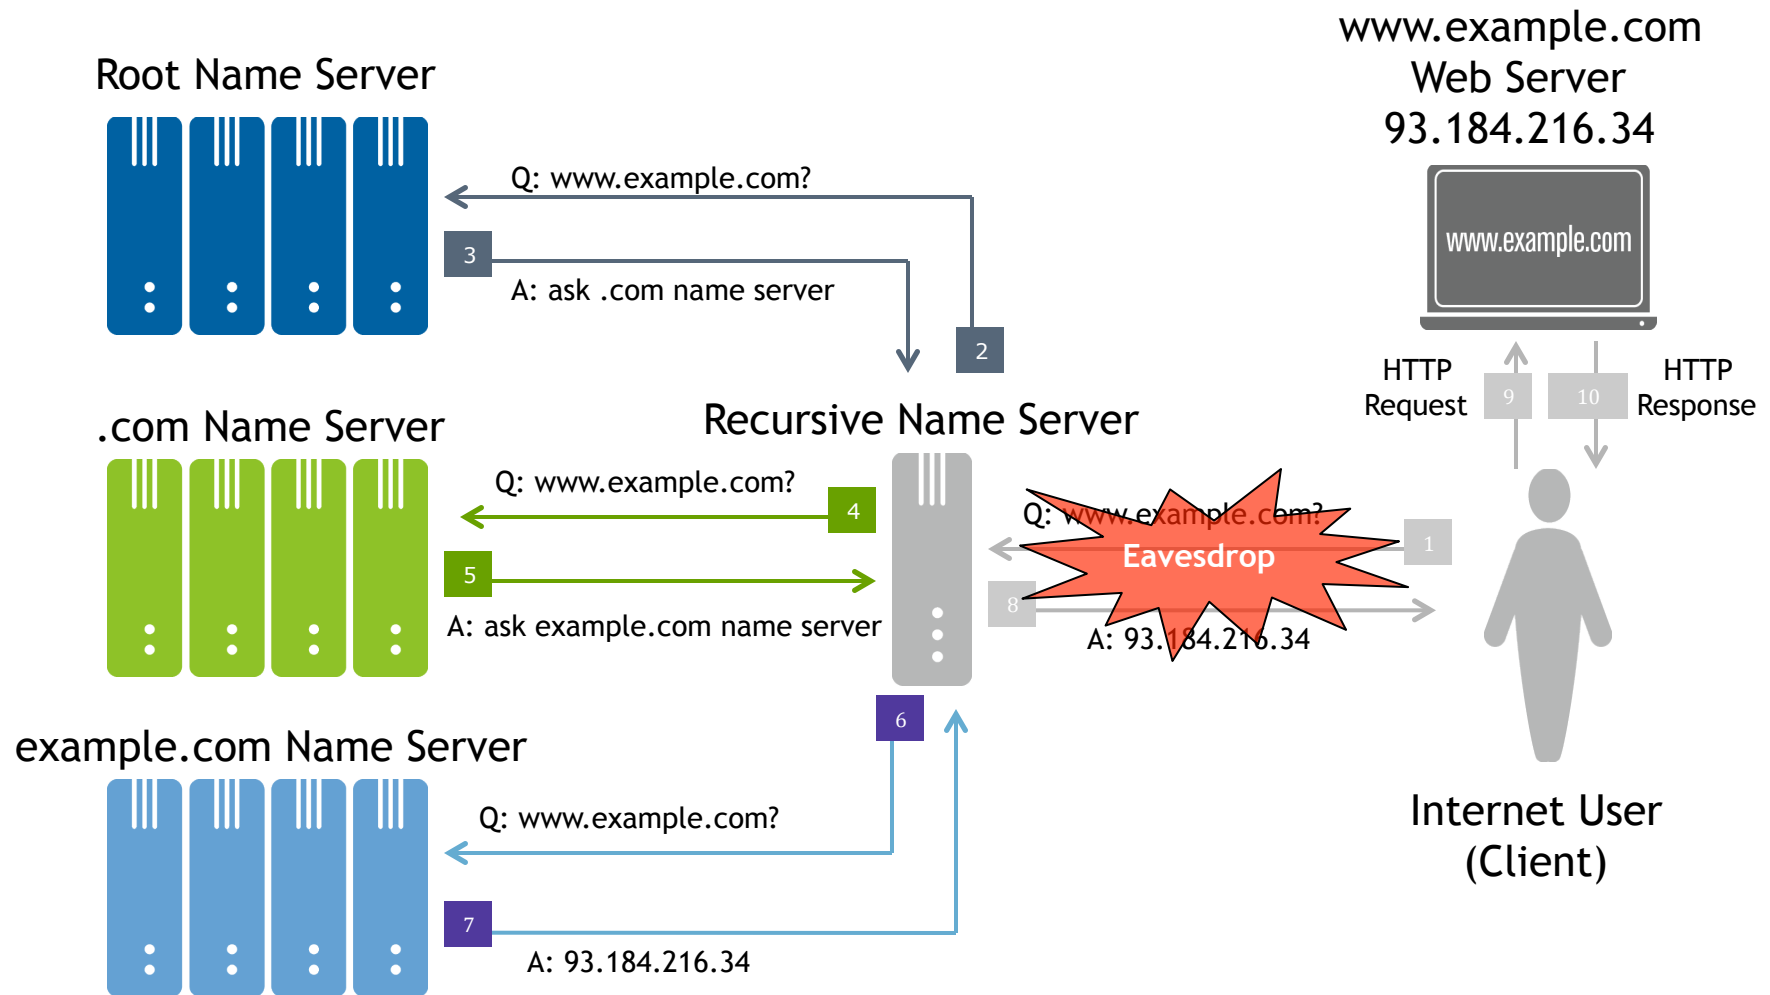 www.example.com
Web Server
93.184.216.34
www.example.com
Root Name Server
Q: www.example.com?
3
A: ask .com name server
2
HTTP
Request
9
10
HTTP
Response
.com Name Server
Recursive Name Server
Q: www.example.com?
4
5
A: ask example.com name server
Q: www.example.com?
1
Eavesdrop
8
A: 93.184.216.34
6
example.com Name Server
Q: www.example.com?
7
A: 93.184.216.34
Internet User
(Client)